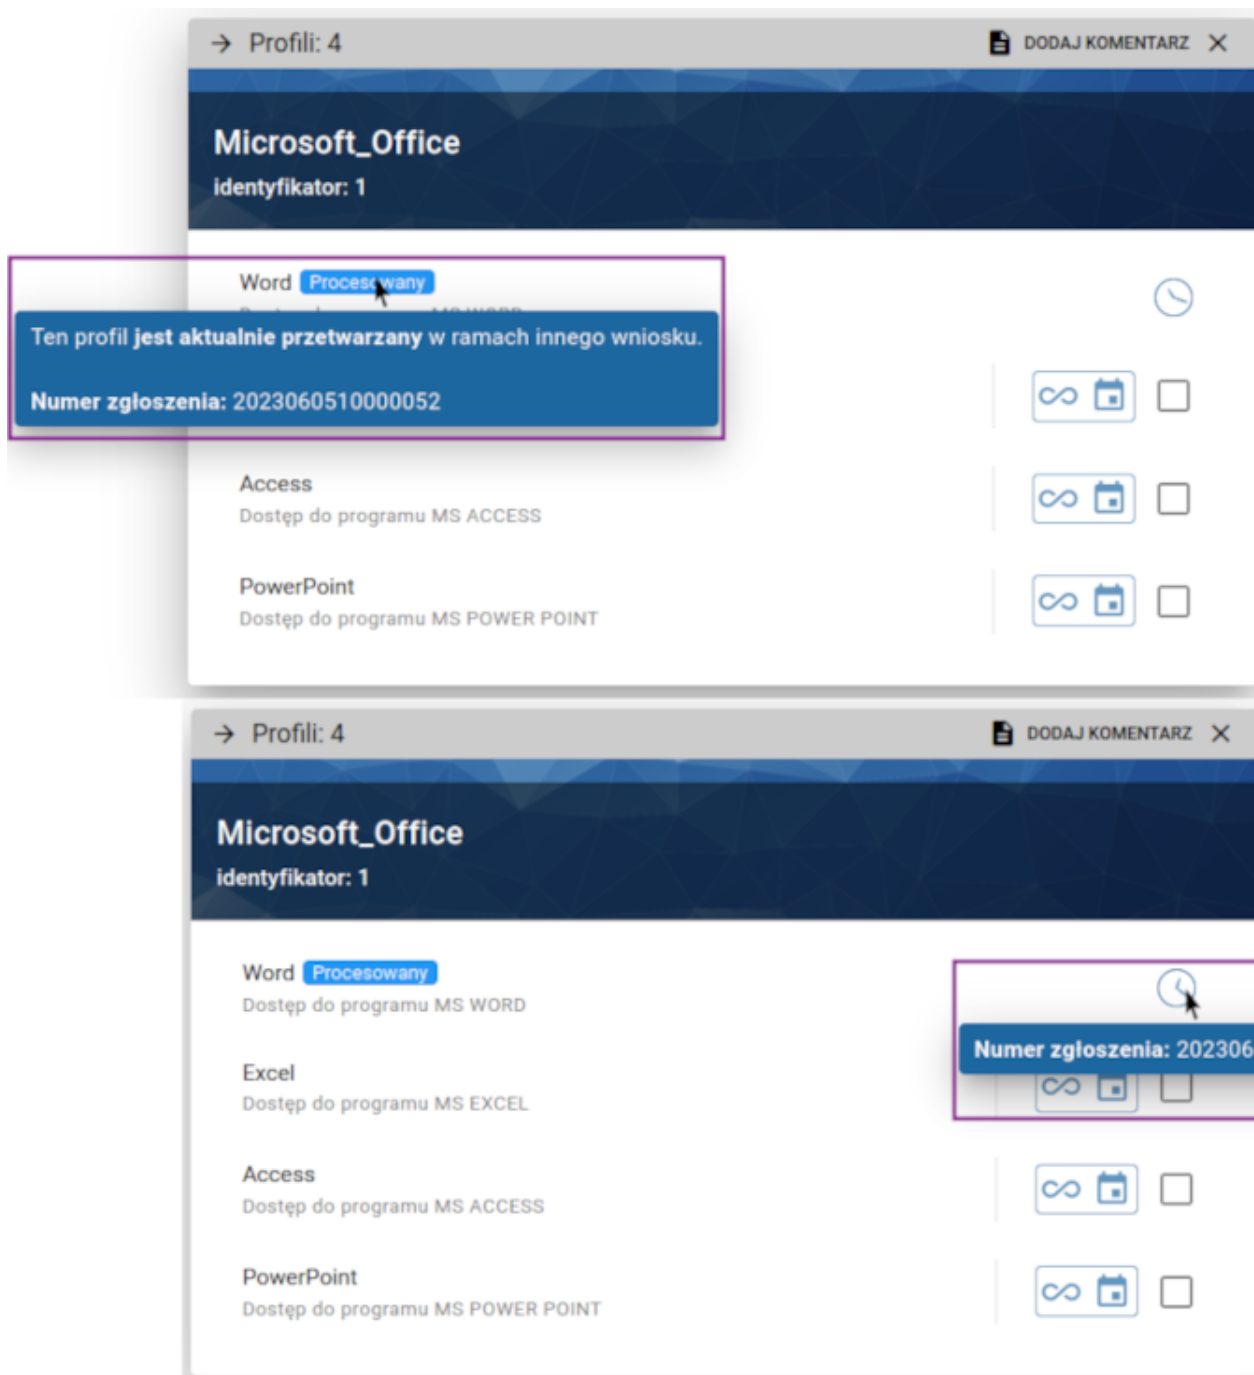 Profili: 4
DODAJ KOMENTARZ
Microsoft_Office
identyfikator: 1
Word Procesowany
Ten profil jest aktualnie przetwarzany w ramach innego wniosku.
Numer zgłoszenia: 2023060510000052
Access
Dostęp do programu MS ACCESS
PowerPoint
Dostęp do programu MS POWER POINT
Profili: 4
DODAJ KOMENTARZ
Microsoft_Office
identyfikator: 1
Word Procesowany
Dostęp do programu MS WORD
Numer zgłoszenia: 202306
Excel
Dostęp do programu MS EXCEL
Access
Dostęp do programu MS ACCESS
PowerPoint
Dostęp do programu MS POWER POINT